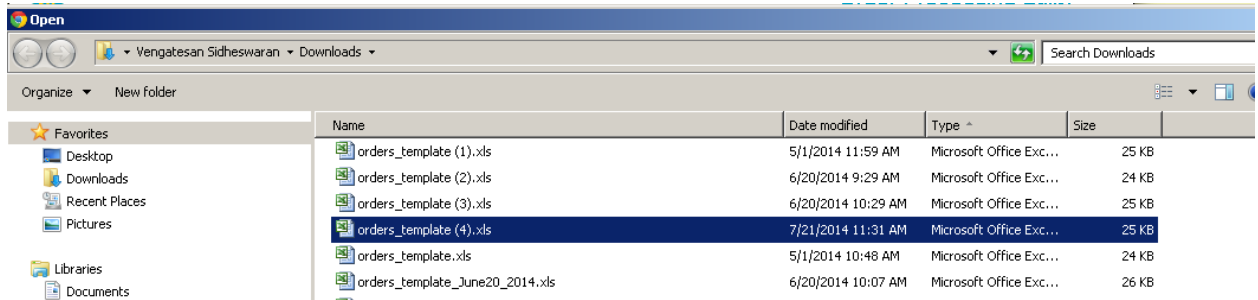 Open
Vengatesan Sidheswaran Downloads Search Downloads
Organize New folder
Favorites
Desktop
Downloads
Recent Places
Pictures
Libraries
Documents
Name Date modified Type Size
orders_template (1).xls 5/1/2014 11:59 AM Microsoft Office Exc... 25 KB
orders_template (2).xls 6/20/2014 9:29 AM Microsoft Office Exc... 24 KB
orders_template (3).xls 6/20/2014 10:29 AM Microsoft Office Exc... 25 KB
orders_template (4).xls 7/21/2014 11:31 AM Microsoft Office Exc... 25 KB
orders_template.xls 5/1/2014 10:48 AM Microsoft Office Exc... 24 KB
orders_template_June20_2014.xls 6/20/2014 10:07 AM Microsoft Office Exc... 26 KB